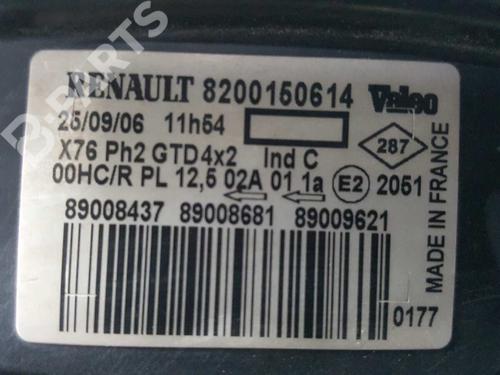 B-PARTS
RENAULT 8200150614 Valeo
25/09/06 11h54
287
X76 Ph2 GTD4x2 Ind C
00HC/R PL 12,5 02A 01 1a E2 2051
89008437 89008681 89009621
MADE IN FRANCE
0177